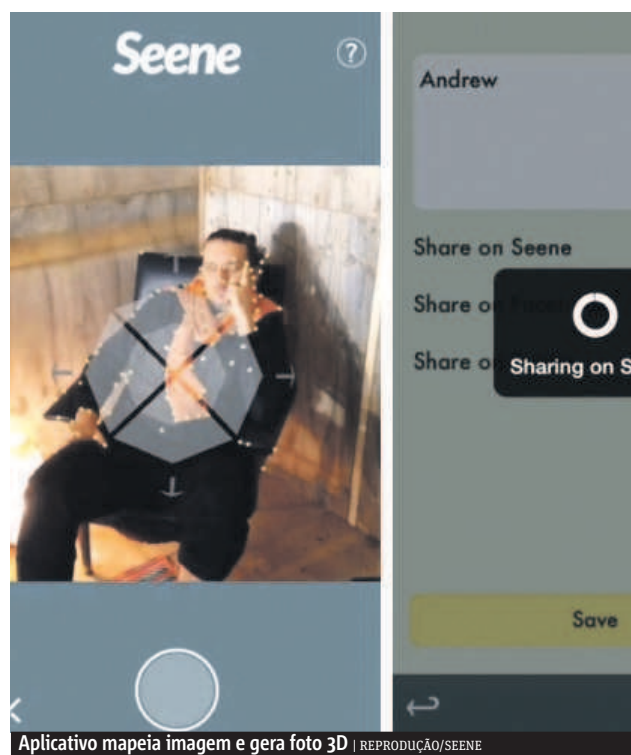 Seene
?
Andrew
Share on Seene
Share o
Share o
Sharing on S
Save
Aplicativo mapeia imagem e gera foto 3D | REPRODUÇÃO/SEENE